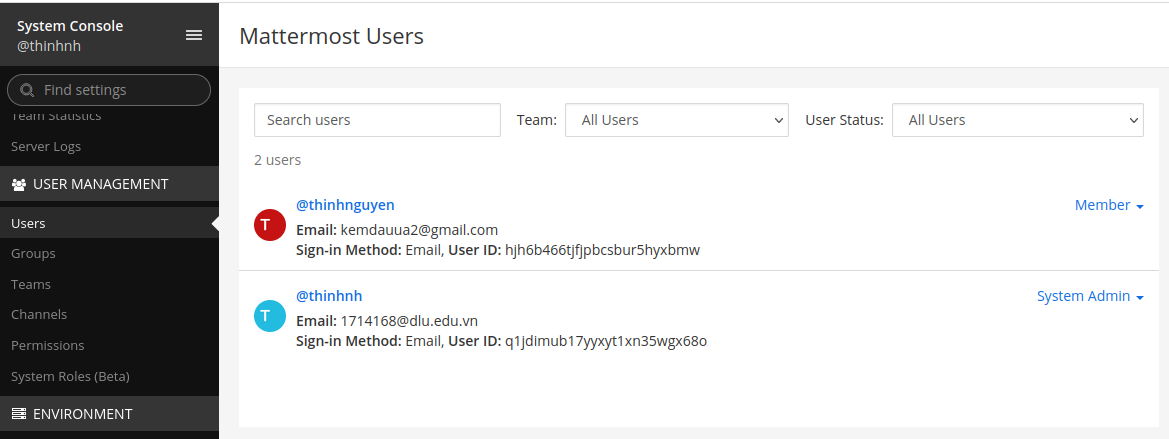 System Console
@thinhnh
Find settings
Team Statistics
Server Logs
USER MANAGEMENT
Users
Groups
Teams
Channels
Permissions
System Roles (Beta)
ENVIRONMENT
Mattermost Users
Search users
Team: All Users
User Status: All Users
2 users
T
@thinhnguyen
Member
Email: kemdauua2@gmail.com
Sign-in Method: Email, User ID: hjh6b466tjfjpbcsbur5hyxbmw
T
@thinhnh
System Admin
Email: 1714168@dlu.edu.vn
Sign-in Method: Email, User ID: q1jdimub17yyxyt1xn35wgx68o